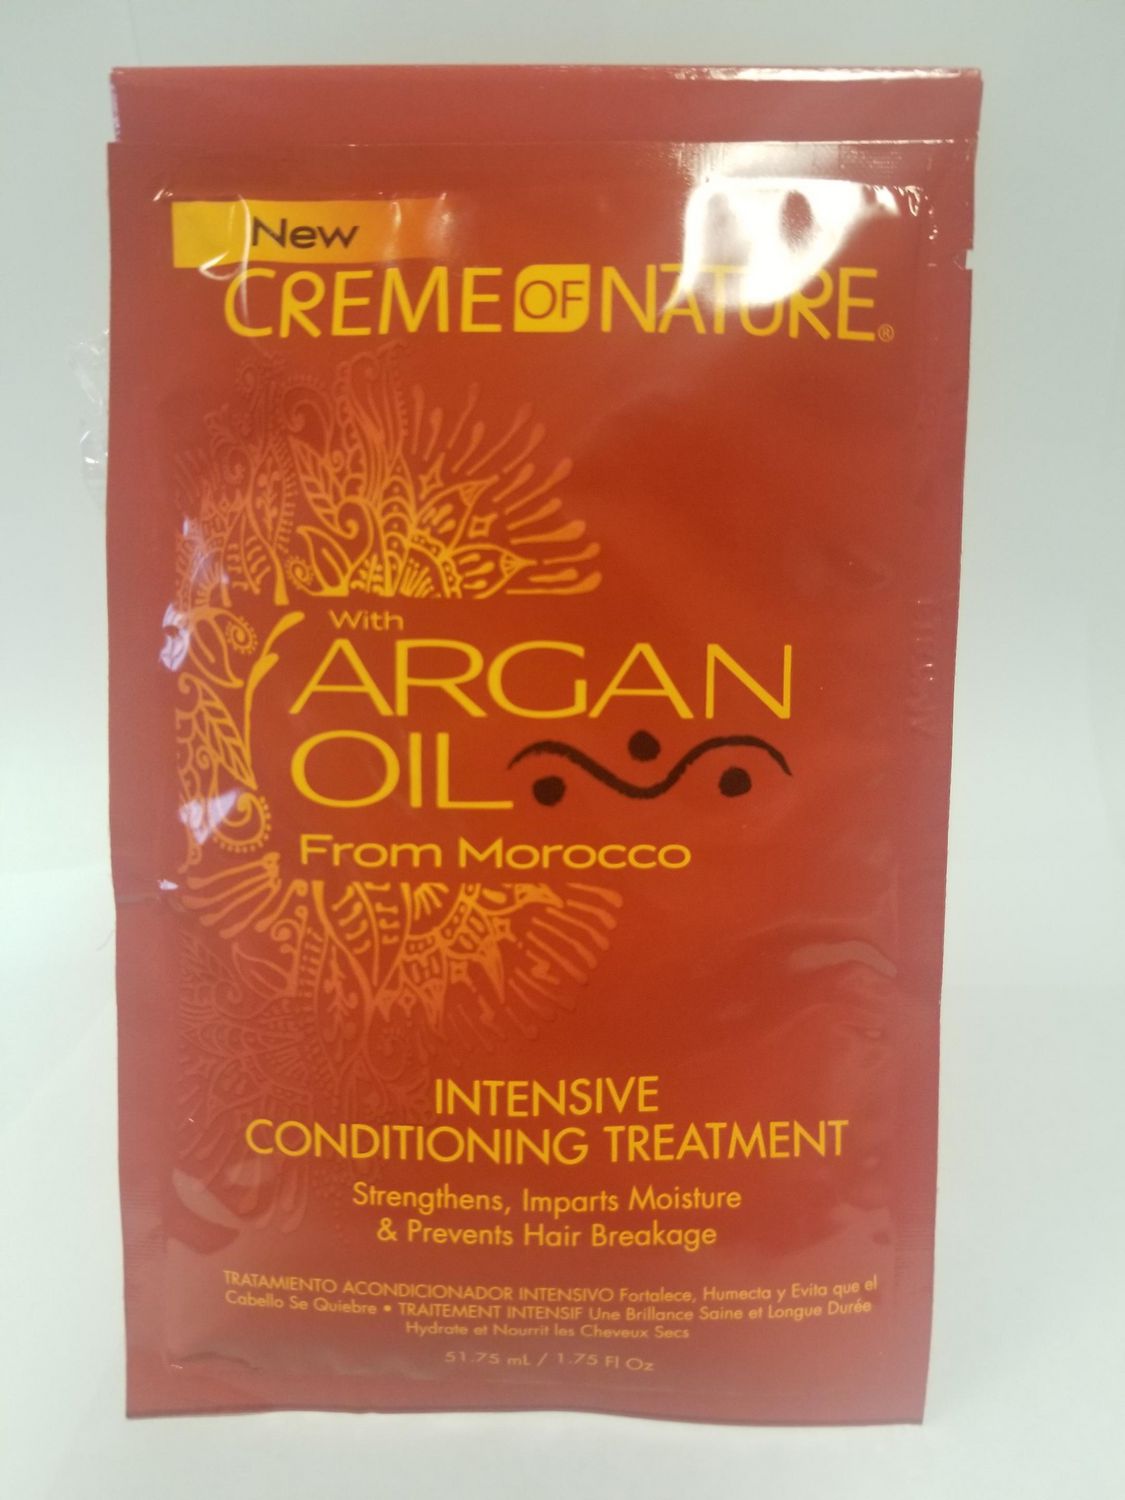 New
CREME OF NATURE®
With
ARGAN
OIL
From Morocco
INTENSIVE
CONDITIONING TREATMENT
Strengthens, Imparts Moisture
& Prevents Hair Breakage
TRATAMIENTO ACONDICIONADOR INTENSIVO Fortalece, Humecta y Evita que el
Cabello Se Quiebre • TRAITEMENT INTENSIF Une Brillance Saine et Longue Durée
Hydrate et Nourrit les Cheveux Secs
51.75 mL / 1.75 Fl Oz